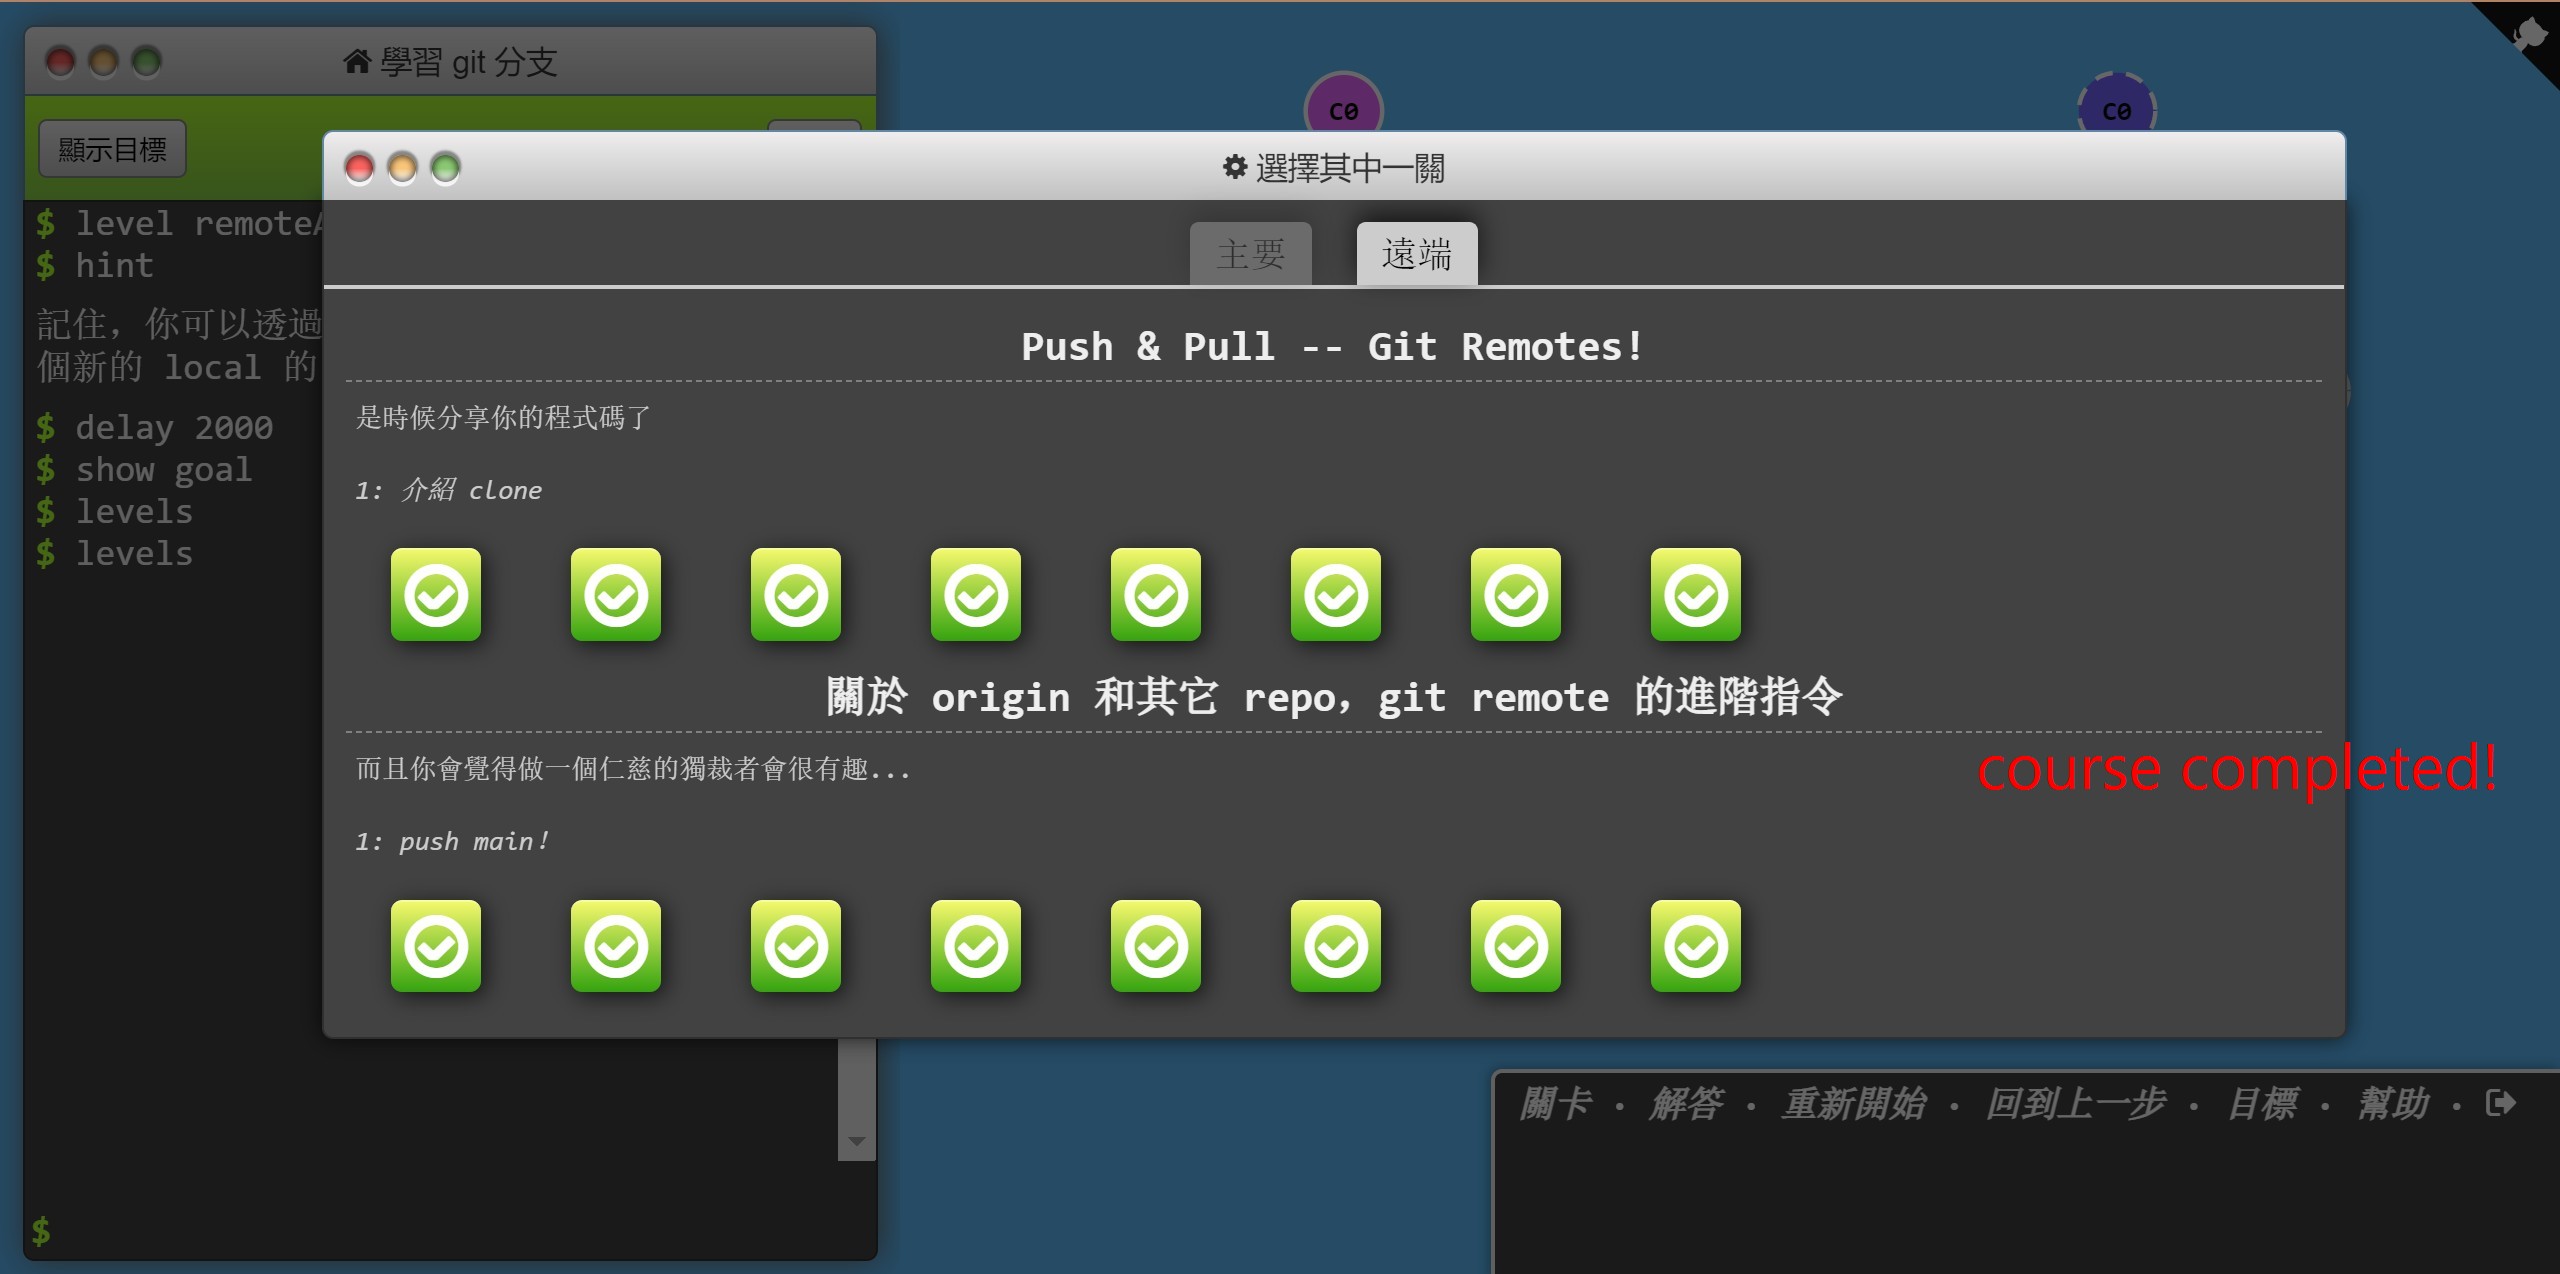 學習 git 分支
C0
C0
顯示目標
選擇其中一關
主要
遠端
$ level remoteA
$ hint
記住，你可以透過
個新的 local 的
$ delay 2000
$ show goal
$ levels
$ levels
$
Push & Pull -- Git Remotes!
是時候分享你的程式碼了
1: 介紹 clone
關於 origin 和其它 repo，git remote 的進階指令
而且你會覺得做一個仁慈的獨裁者會很有趣...
1: push main!
course completed!
關卡 · 解答 · 重新開始 · 回到上一步 · 目標 · 幫助 ·